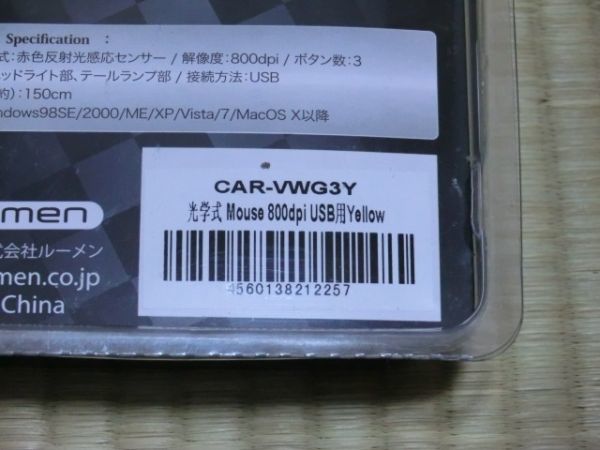 Specification :
式:赤色反射光感応センサー / 解像度:800dpi / ボタン数:3
ッドライト部、テールランプ部 / 接続方法:USB
約):150cm
ndows98SE/2000/ME/XP/Vista/7/MacOS X以降
CAR-VWG3Y
光学式 Mouse 800dpi USB用Yellow
4560138212257
men
式会社ルーメン
men.co.jp
China